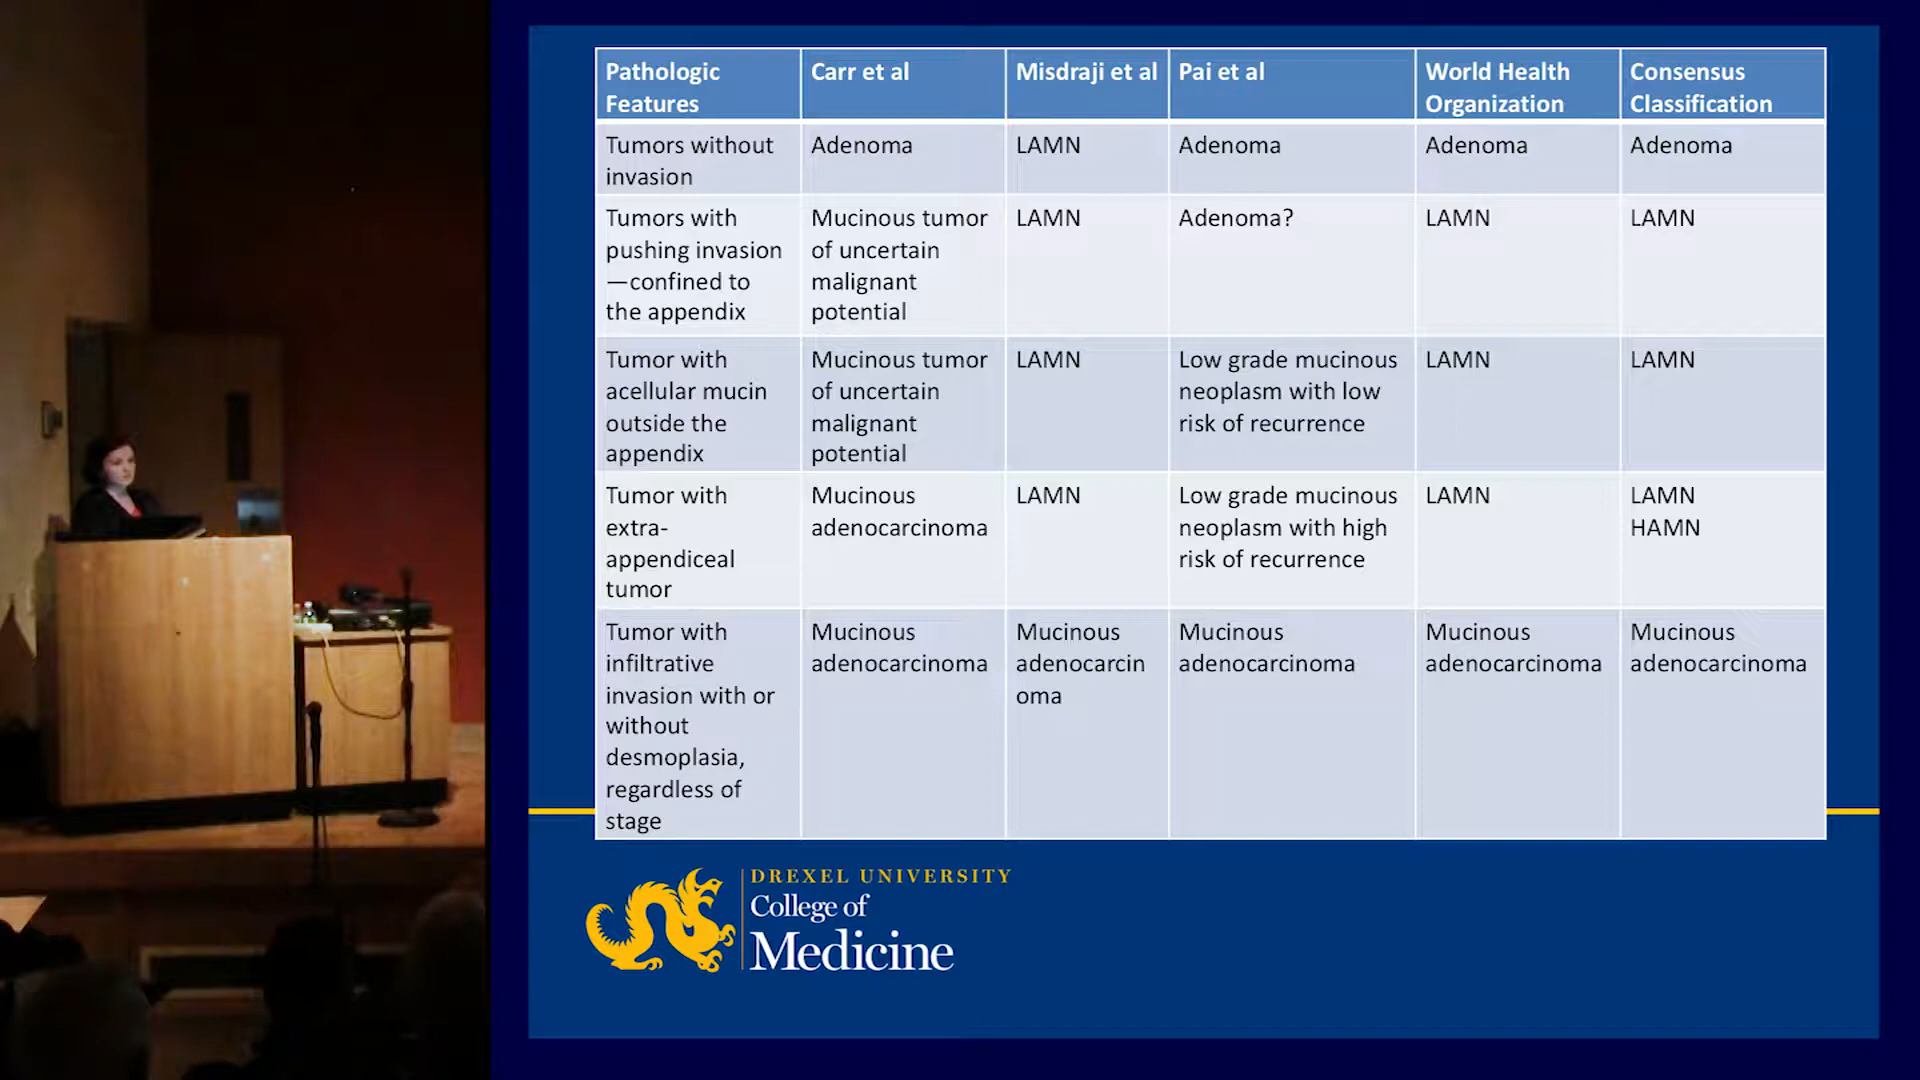 Pathologic Features | Carr et al | Misdraji et al | Pai et al | World Health Organization | Consensus Classification
Tumors without invasion | Adenoma | LAMN | Adenoma | Adenoma | Adenoma
Tumors with pushing invasion —confined to the appendix | Mucinous tumor of uncertain malignant potential | LAMN | Adenoma? | LAMN | LAMN
Tumor with acellular mucin outside the appendix | Mucinous tumor of uncertain malignant potential | LAMN | Low grade mucinous neoplasm with low risk of recurrence | LAMN | LAMN
Tumor with extra-appendiceal tumor | Mucinous adenocarcinoma | LAMN | Low grade mucinous neoplasm with high risk of recurrence | LAMN | LAMN HAMN
Tumor with infiltrative invasion with or without desmoplasia, regardless of stage | Mucinous adenocarcinoma | Mucinous adenocarcinoma | Mucinous adenocarcinoma | Mucinous adenocarcinoma | Mucinous adenocarcinoma
DREXEL UNIVERSITY
College of
Medicine